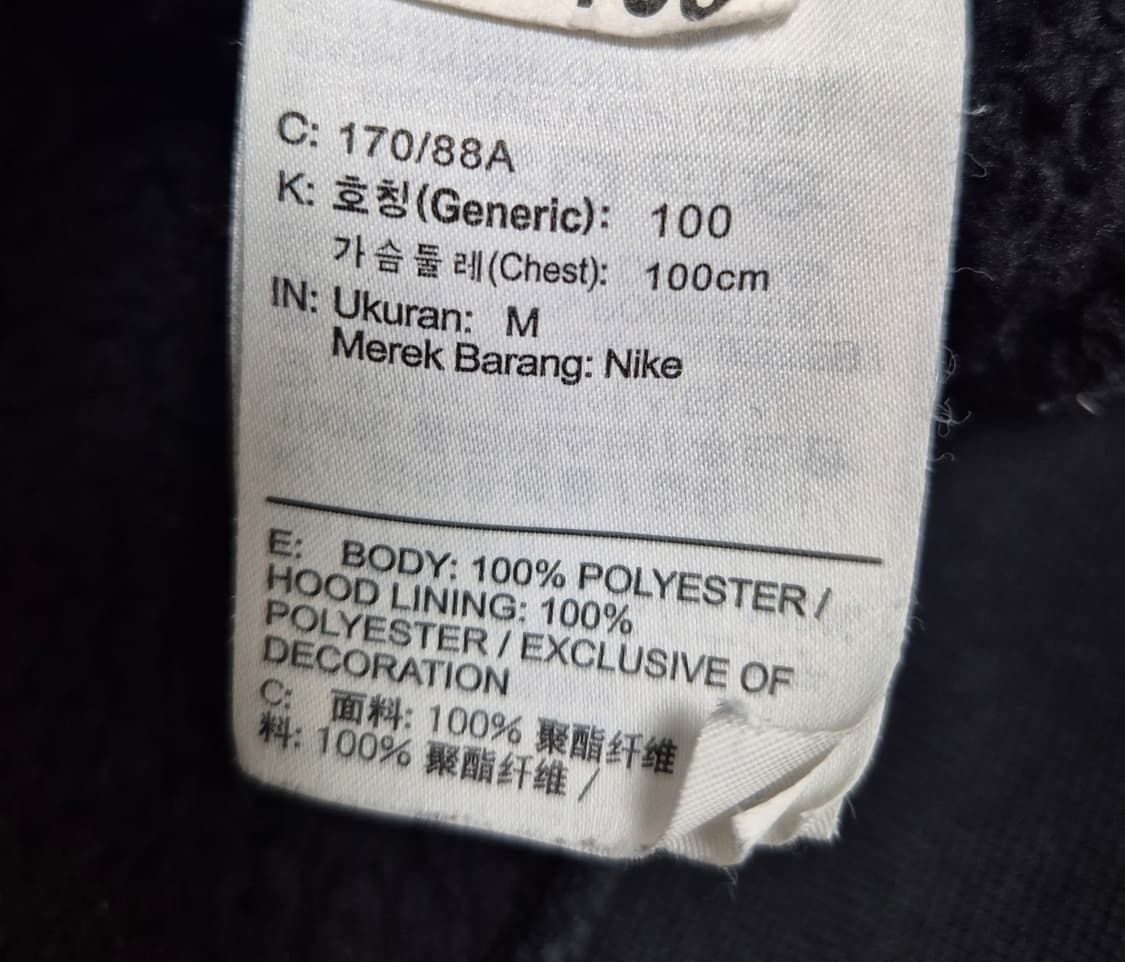 C: 170/88A
K: 호칭(Generic): 100
가슴둘레(Chest): 100cm
IN: Ukuran: M
Merek Barang: Nike
E: BODY: 100% POLYESTER /
HOOD LINING: 100%
POLYESTER / EXCLUSIVE OF
DECORATION
C: 面料: 100% 聚酯纤维
料: 100% 聚酯纤维 /